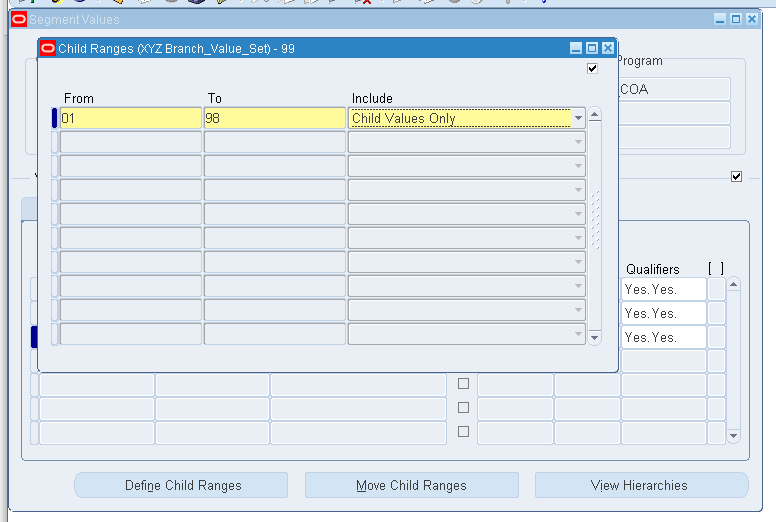 Segment Values
Child Ranges (XYZ Branch_Value_Set) - 99
Program
COA
From To Include
01 98 Child Values Only
Qualifiers [ ]
Yes.Yes.
Yes.Yes.
Yes.Yes.
Define Child Ranges Move Child Ranges View Hierarchies